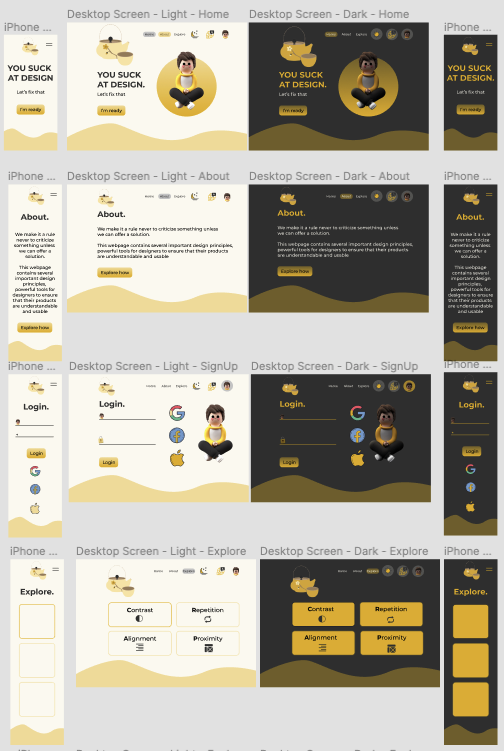 iPhone ...
Desktop Screen - Light - Home
Desktop Screen - Dark - Home
iPhone ...
YOU SUCK
AT DESIGN
Let's fix that
I'm ready
Home About Explore
YOU SUCK
AT DESIGN.
Let's fix that
I'm ready
Home About Explore
YOU SUCK
AT DESIGN.
Let's fix that
I'm ready
YOU SUCK
AT DESIGN
Let's fix that
I'm ready
iPhone ...
Desktop Screen - Light - About
Desktop Screen - Dark - About
iPhone ...
About.
We make it a rule
never to criticize
something unless
we can offer a
solution.
This webpage
contains several
important design
principles,
powerful tools for
designers to ensure
that their products
are understandable
and usable
Explore how
Home About Explore
About.
We make it a rule never to criticize something unless
we can offer a solution.
This webpage contains several important design principles,
powerful tools for designers to ensure that their products
are understandable and usable
Explore how
Home About Explore
About.
We make it a rule never to criticize something unless
we can offer a solution.
This webpage contains several important design principles,
powerful tools for designers to ensure that their products
are understandable and usable
Explore how
About.
We make it a rule
never to criticize
something unless
we can offer a
solution.
This webpage
contains several
important design
principles,
powerful tools for
designers to ensure
that their products
are understandable
and usable
Explore how
iPhone ...
Desktop Screen - Light - SignUp
Desktop Screen - Dark - SignUp
iPhone ...
Login.
Login
Home About Explore
Login.
Login
Home About Explore
Login.
Login
Login.
Login
iPhone ...
Desktop Screen - Light - Explore
Desktop Screen - Dark - Explore
iPhone ...
Explore.
Home About Explore
Contrast
Repetition
Alignment
Proximity
Home About Explore
Contrast
Repetition
Alignment
Proximity
Explore.